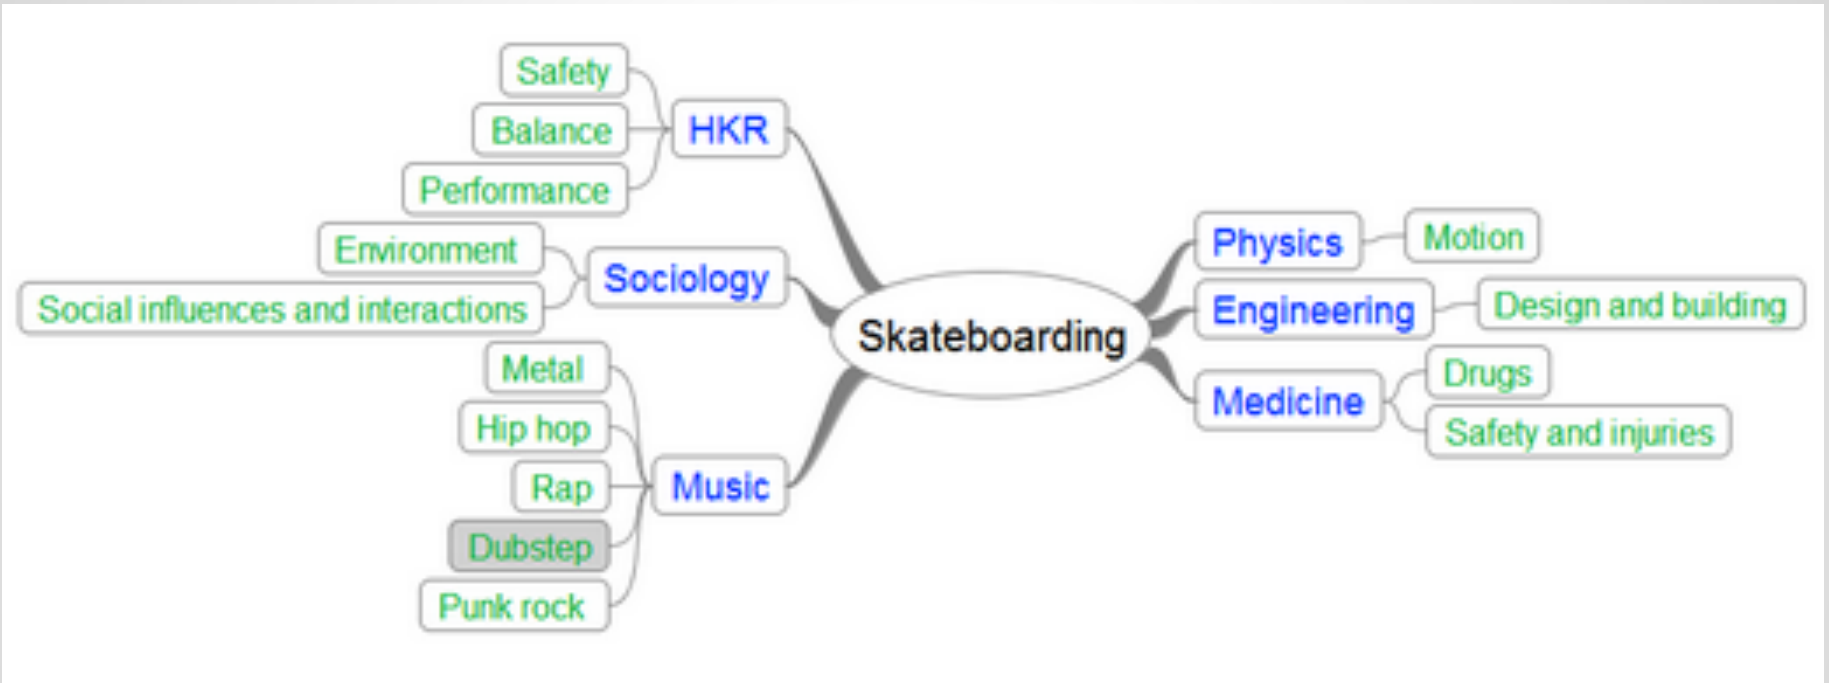 Safety
Balance
Performance
HKR
Environment
Social influences and interactions
Sociology
Metal
Hip hop
Rap
Dubstep
Punk rock
Music
Skateboarding
Physics
Motion
Engineering
Design and building
Medicine
Drugs
Safety and injuries